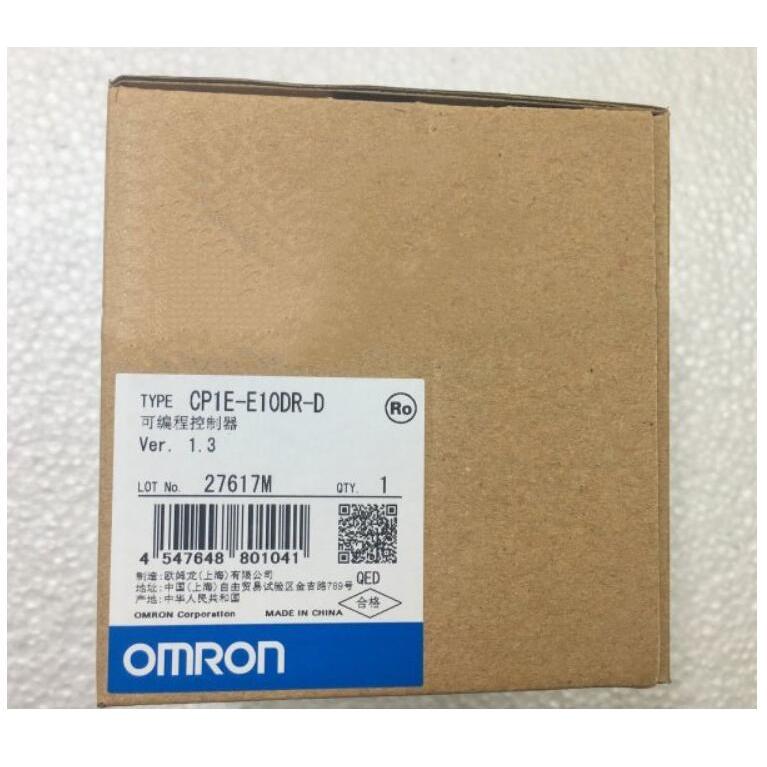 TYPE CP1E-E10DR-D
Ro
可编程控制器
Ver. 1.3
LOT No. 27617M QTY. 1
4 547648 801041
制造:欧姆龙(上海)有限公司
地址:中国(上海)自由贸易试验区金吉路789号
产地:中华人民共和国
QED
合格
OMRON Corporation MADE IN CHINA
OMRON